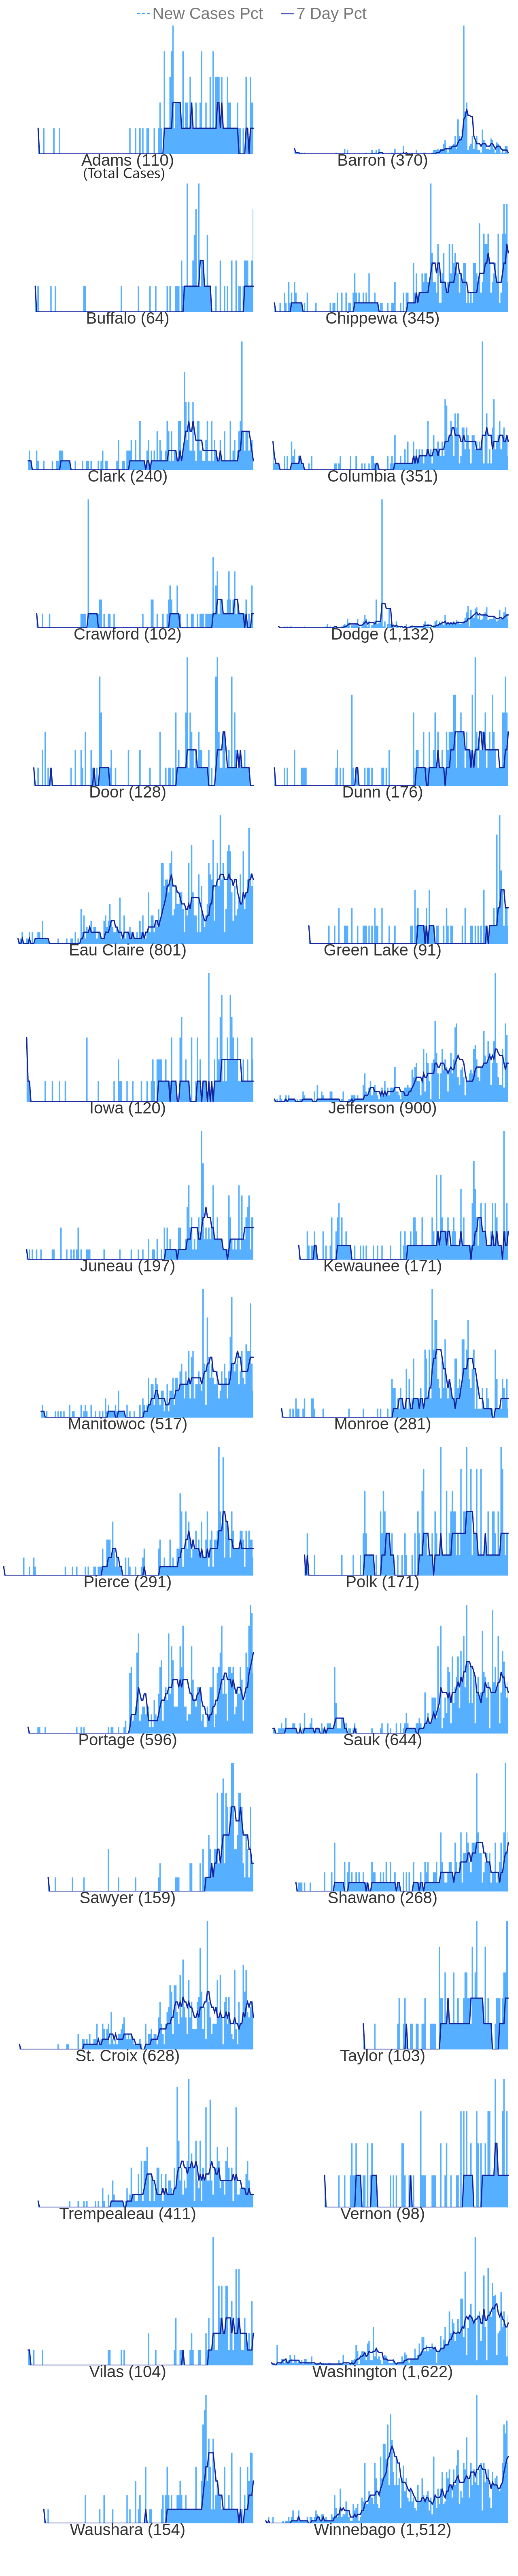 New Cases Pct 7 Day Pct
Adams (110) Barron (370)
(Total Cases)
Buffalo (64) Chippewa (345)
Clark (240) Columbia (351)
Crawford (102) Dodge (1,132)
Door (128) Dunn (176)
Eau Claire (801) Green Lake (91)
Iowa (120) Jefferson (900)
Juneau (197) Kewaunee (171)
Manitowoc (517) Monroe (281)
Pierce (291) Polk (171)
Portage (596) Sauk (644)
Sawyer (159) Shawano (268)
St. Croix (628) Taylor (103)
Trempealeau (411) Vernon (98)
Vilas (104) Washington (1,622)
Waushara (154) Winnebago (1,512)